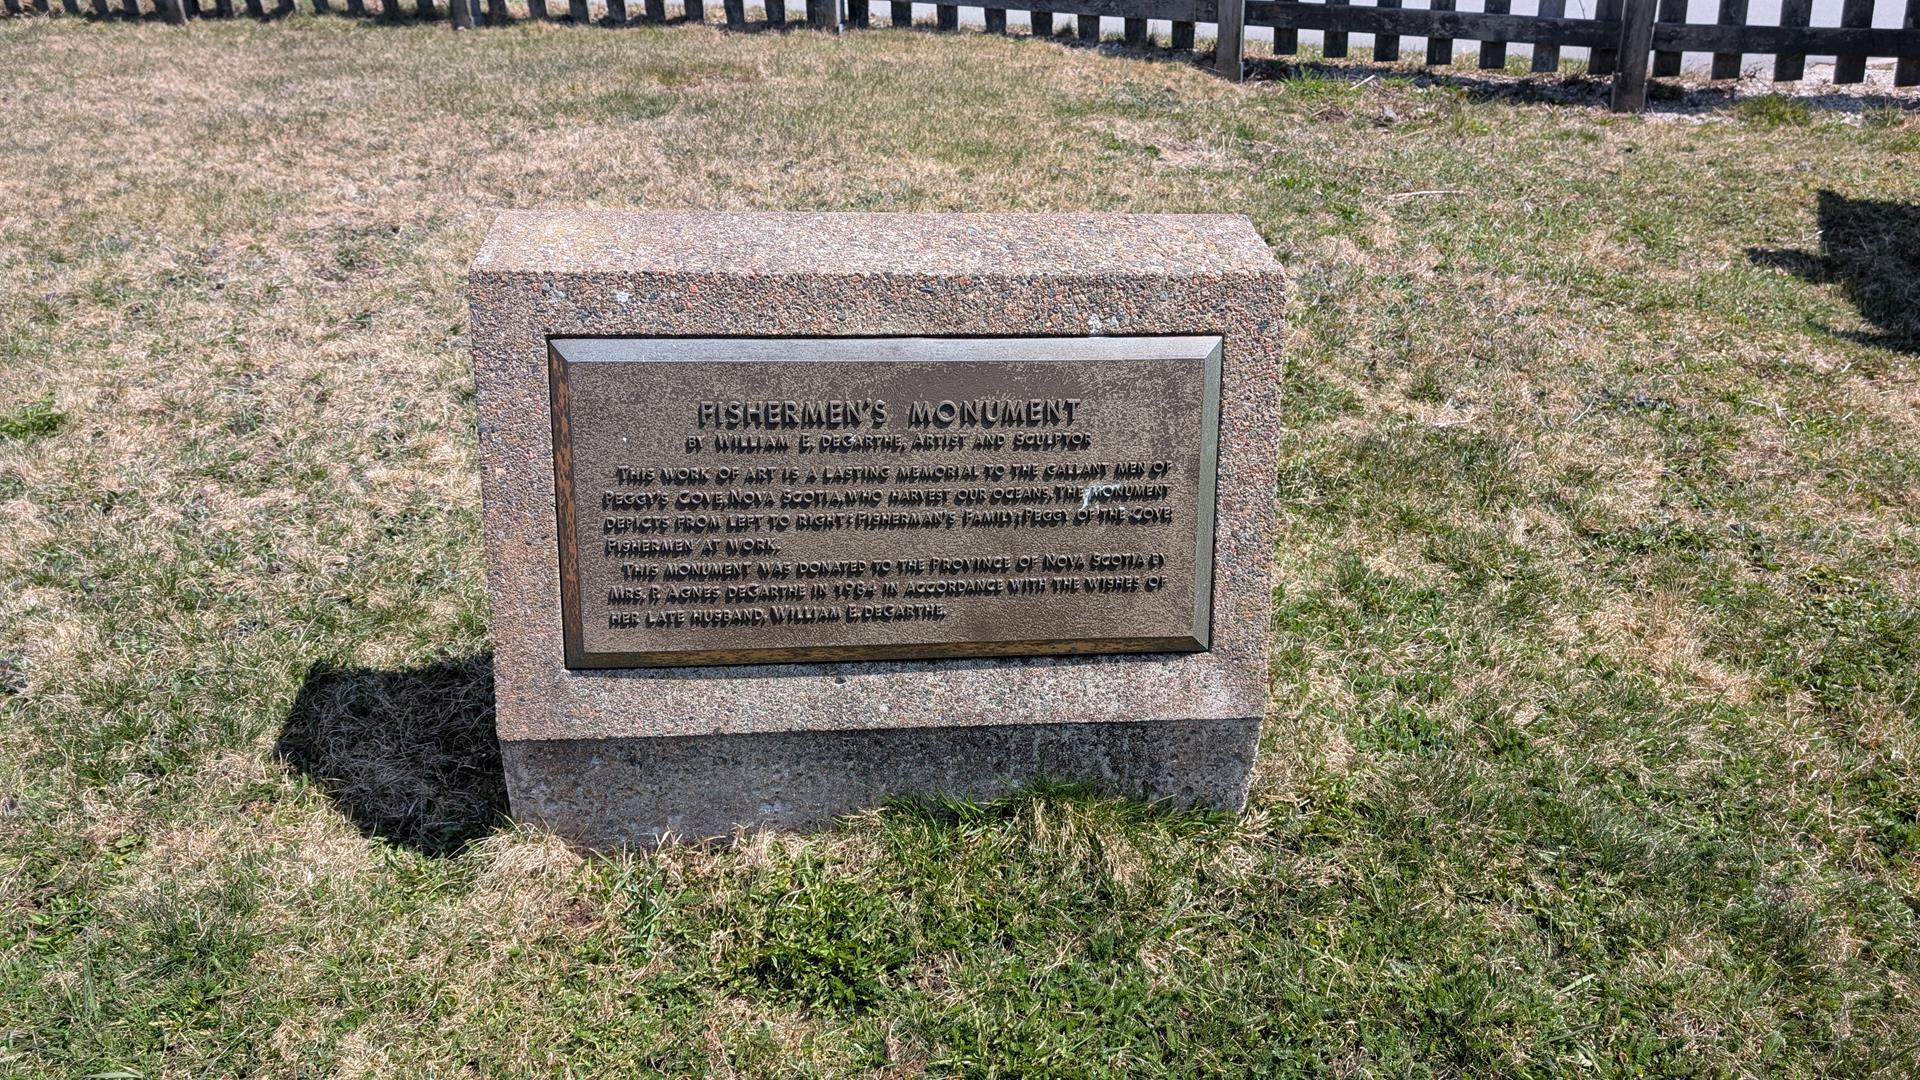 FISHERMEN'S MONUMENT
BY WILLIAM E. DEGARTHE, ARTIST AND SCULPTOR
THIS WORK OF ART IS A LASTING MEMORIAL TO THE GALLANT MEN OF
PEGGY'S COVE, NOVA SCOTIA, WHO HARVEST OUR OCEANS. THE MONUMENT
DEPICTS FROM LEFT TO RIGHT: FISHERMAN'S FAMILY; PEGGY OF THE COVE
FISHERMEN AT WORK.
THIS MONUMENT WAS DONATED TO THE PROVINCE OF NOVA SCOTIA BY
MRS. P. AGNES DEGARTHE IN 1984 IN ACCORDANCE WITH THE WISHES OF
HER LATE HUSBAND, WILLIAM E. DEGARTHE.